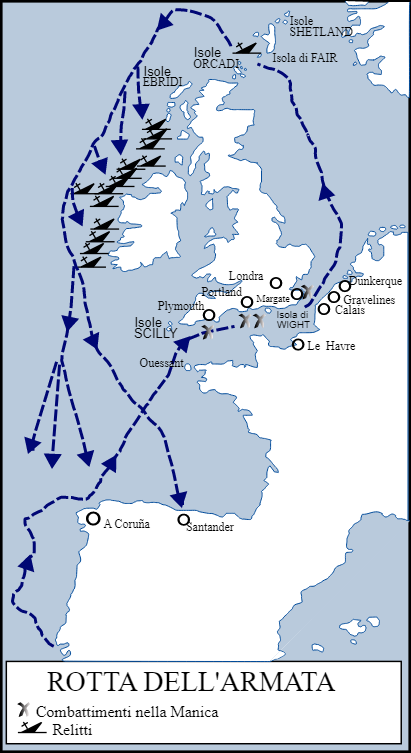 Isole
SHETLAND
Isole
ORCADI
Isola di FAIR
Isole
EBRIDI
Londra
Dunkerque
Portland
Margate
Gravelines
Plymouth
Calais
Isole
SCILLY
Isola di
WIGHT
Le Havre
Ouessant
A Coruña
Santander
ROTTA DELL'ARMATA
Combattimenti nella Manica
Relitti